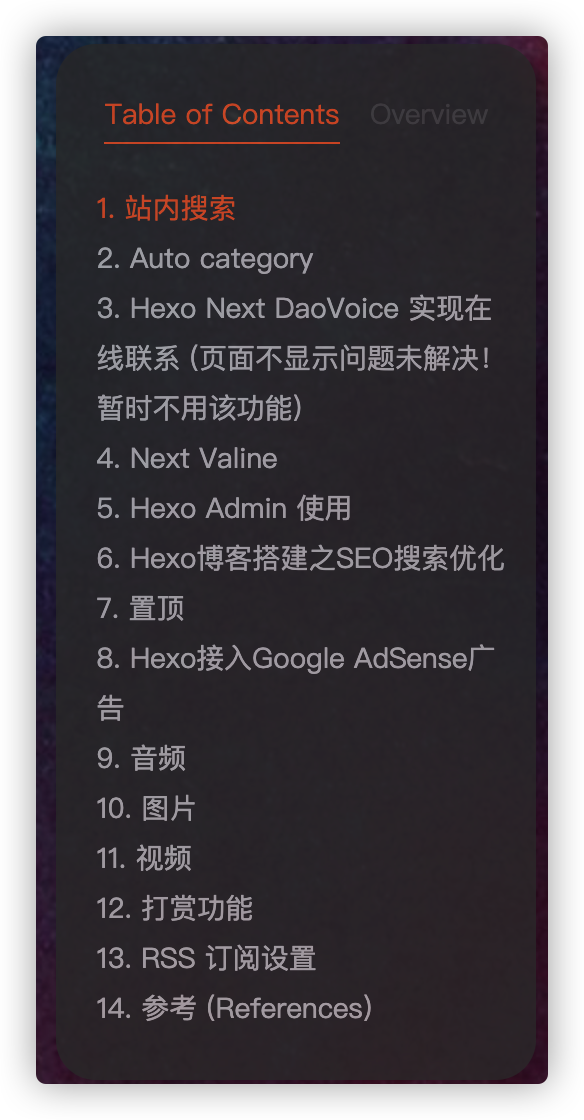 Table of Contents Overview
1. 站内搜索
2. Auto category
3. Hexo Next DaoVoice 实现在
线联系 (页面不显示问题未解决！
暂时不用该功能)
4. Next Valine
5. Hexo Admin 使用
6. Hexo博客搭建之SEO搜索优化
7. 置顶
8. Hexo接入Google AdSense广
告
9. 音频
10. 图片
11. 视频
12. 打赏功能
13. RSS 订阅设置
14. 参考 (References)